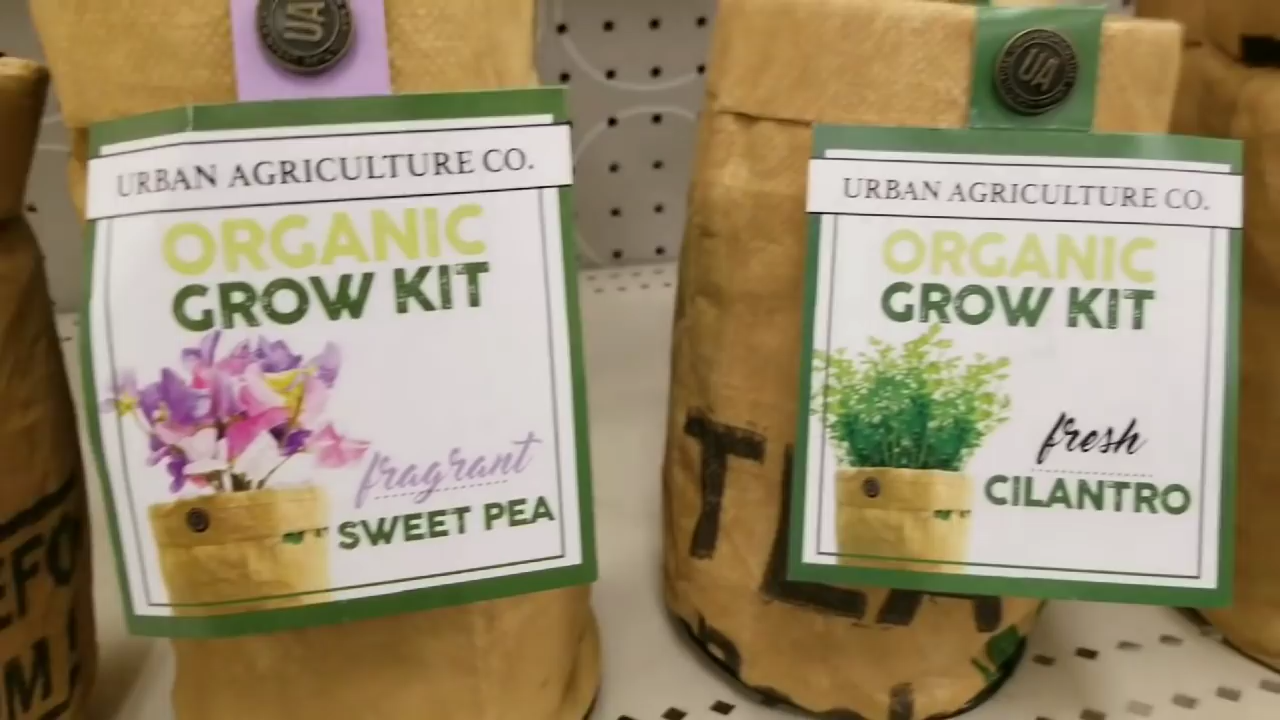 UA
URBAN AGRICULTURE CO.
ORGANIC
GROW KIT
fragrant
SWEET PEA
UA
URBAN AGRICULTURE CO.
ORGANIC
GROW KIT
fresh
CILANTRO